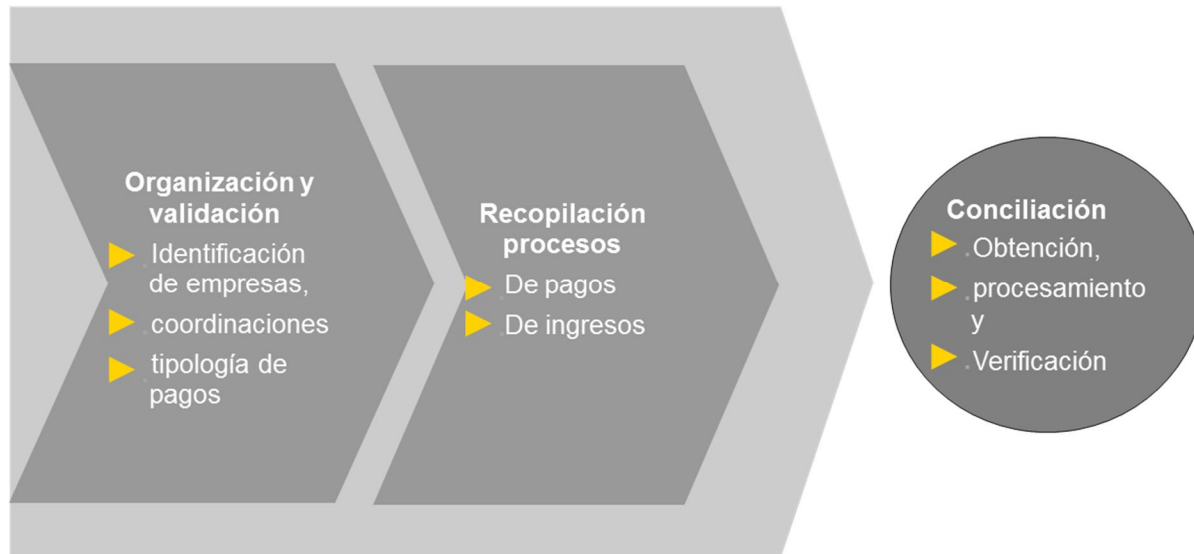 Organización y
validación
.Identificación
de empresas,
.coordinaciones
.tipología de
pagos
Recopilación
procesos
.De pagos
.De ingresos
Conciliación
.Obtención,
.procesamiento
y
.Verificación